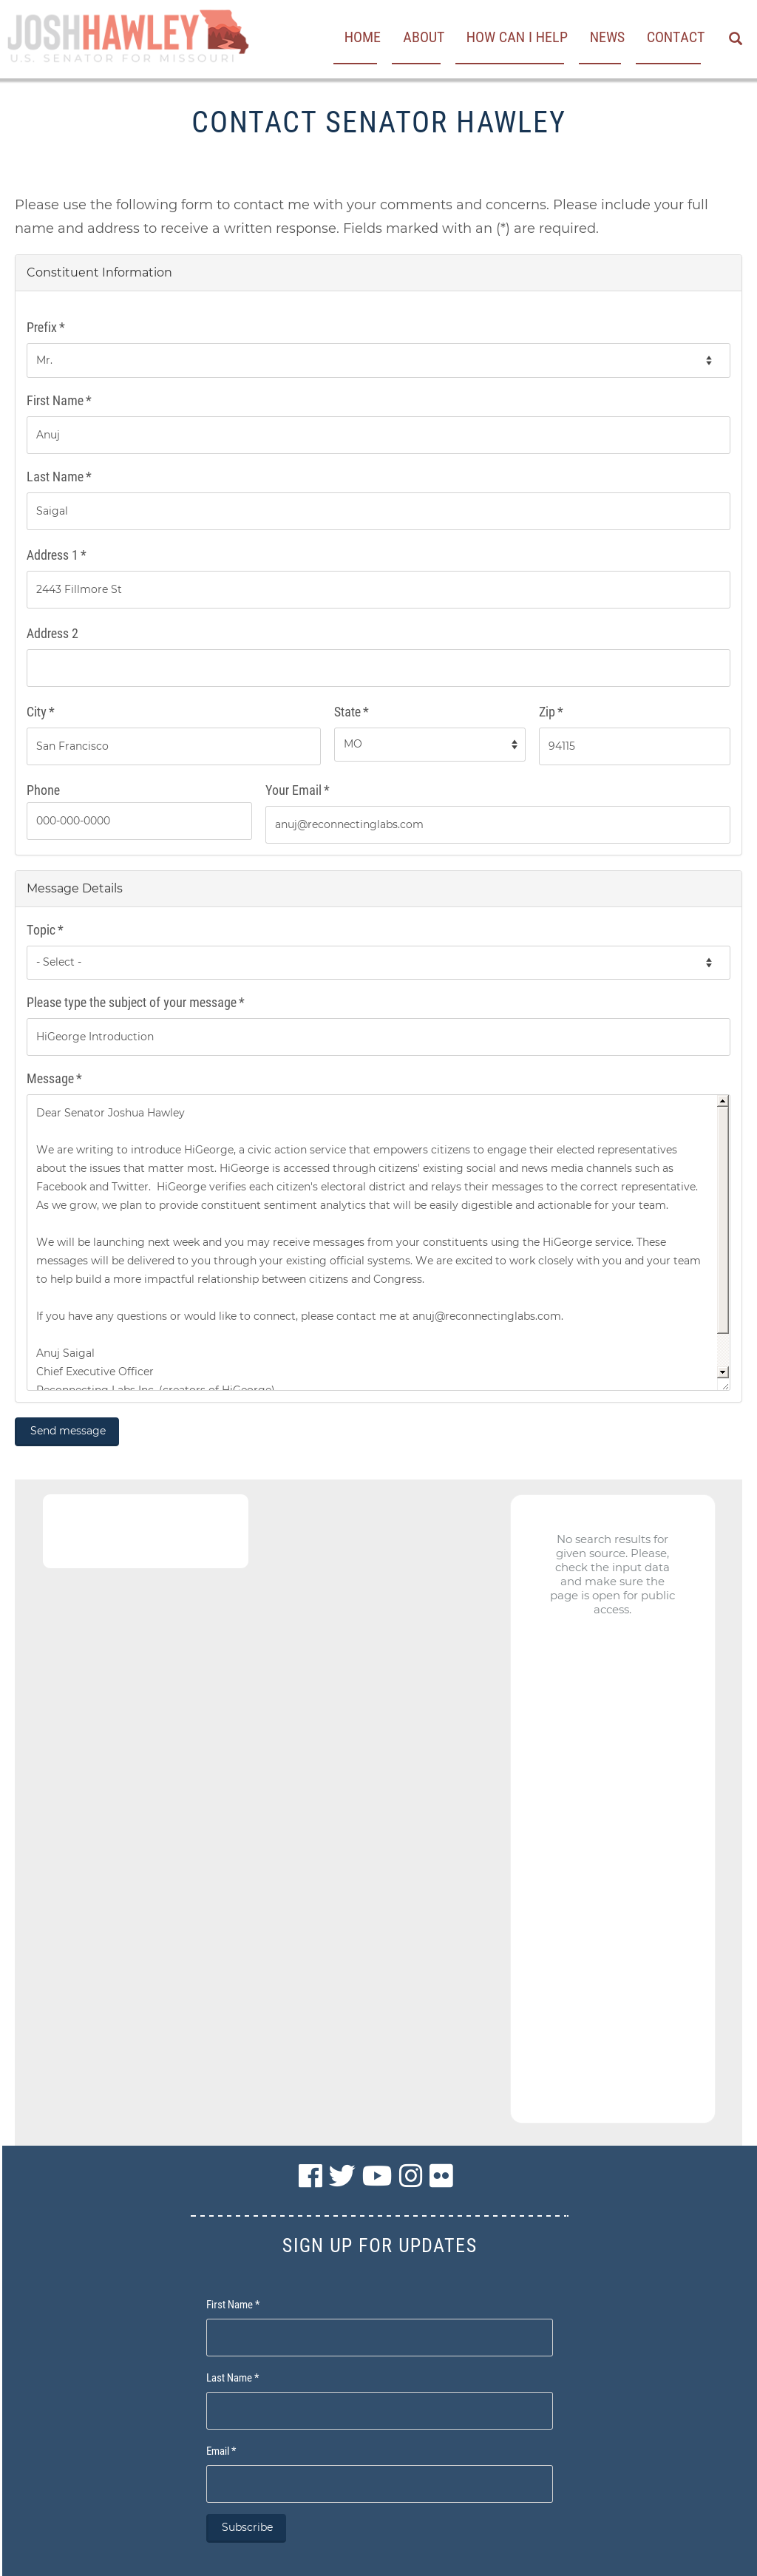 JOSHHAWLEY
U.S. SENATOR FOR MISSOURI
HOME ABOUT HOW CAN I HELP NEWS CONTACT
CONTACT SENATOR HAWLEY
Please use the following form to contact me with your comments and concerns. Please include your full
name and address to receive a written response. Fields marked with an (*) are required.
Constituent Information
Prefix *
Mr.
First Name *
Anuj
Last Name *
Saigal
Address 1 *
2443 Fillmore St
Address 2
City * State * Zip *
San Francisco MO 94115
Phone Your Email *
000-000-0000 anuj@reconnectinglabs.com
Message Details
Topic *
- Select -
Please type the subject of your message *
HiGeorge Introduction
Message *
Dear Senator Joshua Hawley
We are writing to introduce HiGeorge, a civic action service that empowers citizens to engage their elected representatives
about the issues that matter most. HiGeorge is accessed through citizens' existing social and news media channels such as
Facebook and Twitter.  HiGeorge verifies each citizen's electoral district and relays their messages to the correct representative.
As we grow, we plan to provide constituent sentiment analytics that will be easily digestible and actionable for your team.
We will be launching next week and you may receive messages from your constituents using the HiGeorge service. These
messages will be delivered to you through your existing official systems. We are excited to work closely with you and your team
to help build a more impactful relationship between citizens and Congress.
If you have any questions or would like to connect, please contact me at anuj@reconnectinglabs.com.
Anuj Saigal
Chief Executive Officer
Reconnecting Labs Inc. (creators of HiGeorge)
Send message
No search results for
given source. Please,
check the input data
and make sure the
page is open for public
access.
SIGN UP FOR UPDATES
First Name *
Last Name *
Email *
Subscribe